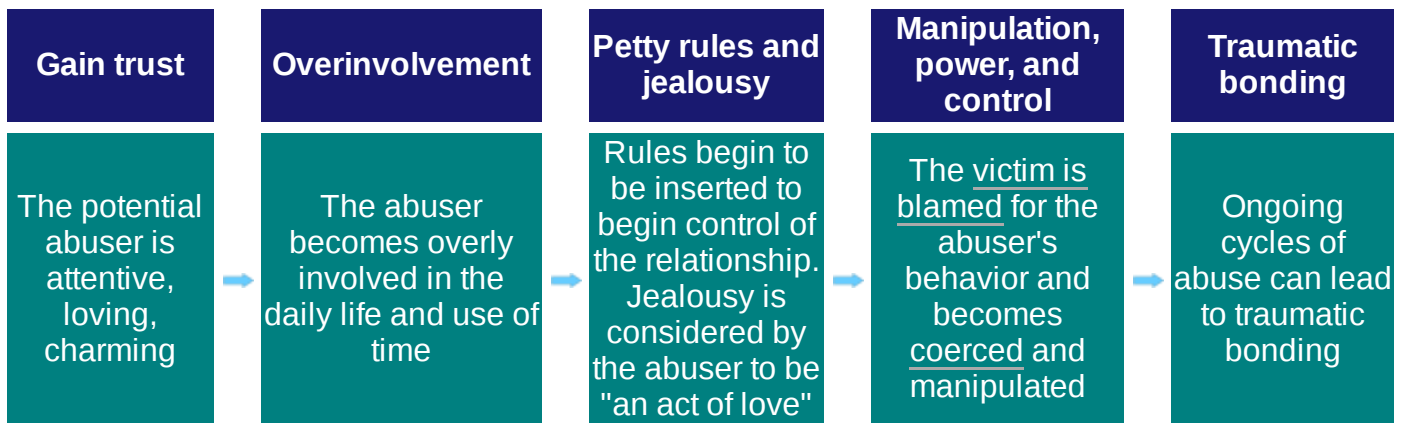 Gain trust
Overinvolvement
Petty rules and
jealousy
Manipulation,
power, and
control
Traumatic
bonding
The potential
abuser is
attentive,
loving,
charming
The abuser
becomes overly
involved in the
daily life and use of
time
Rules begin to
be inserted to
begin control of
the relationship.
Jealousy is
considered by
the abuser to be
"an act of love"
The victim is
blamed for the
abuser's
behavior and
becomes
coerced and
manipulated
Ongoing
cycles of
abuse can lead
to traumatic
bonding